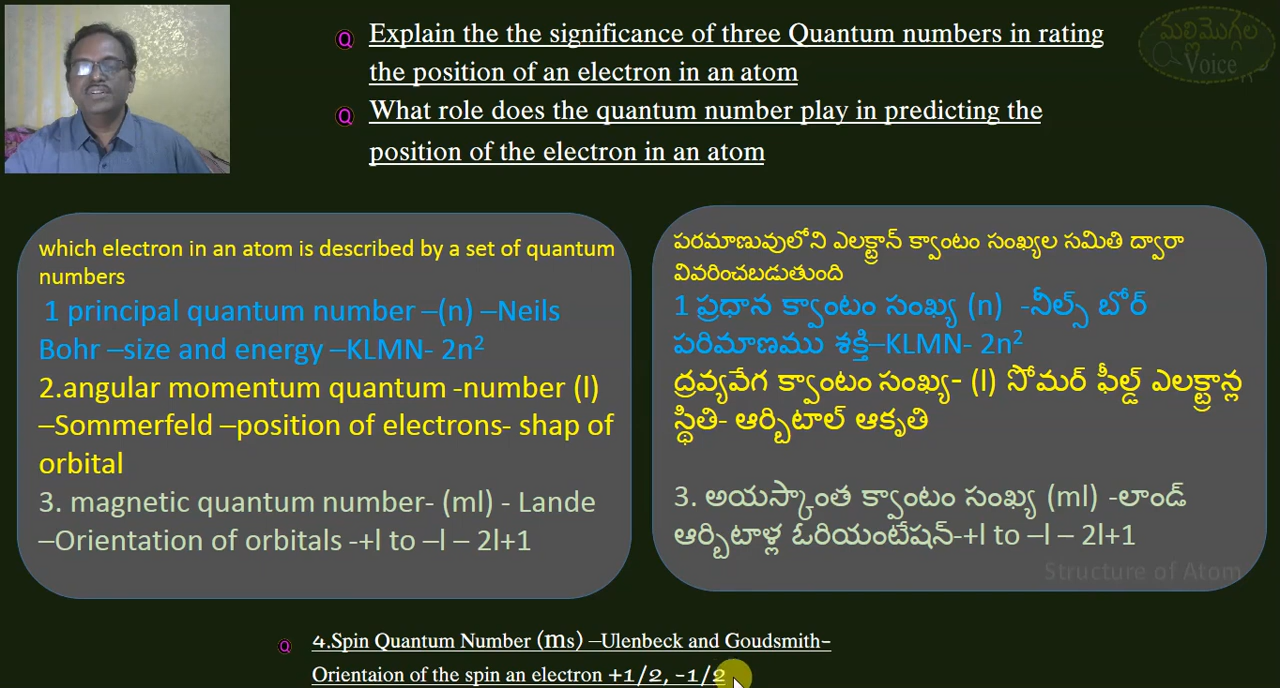 Q Explain the the significance of three Quantum numbers in rating
the position of an electron in an atom
Q What role does the quantum number play in predicting the
position of the electron in an atom
మలిమొగ్గల
Voice
which electron in an atom is described by a set of quantum
numbers
1 principal quantum number –(n) –Neils
Bohr –size and energy –KLMN- 2n²
2.angular momentum quantum -number (l)
–Sommerfeld –position of electrons- shap of
orbital
3. magnetic quantum number- (ml) - Lande
–Orientation of orbitals -+l to –l – 2l+1
పరమాణువులోని ఎలక్ట్రాన్ క్వాంటం సంఖ్యల సమితి ద్వారా
వివరించబడుతుంది
1 ప్రధాన క్వాంటం సంఖ్య (n) -నీల్స్ బోర్
పరిమాణము శక్తి–KLMN- 2n²
ద్రవ్యవేగ క్వాంటం సంఖ్య- (l) సోమర్ ఫీల్డ్ ఎలక్ట్రాన్ల
స్థితి- ఆర్బిటాల్ ఆకృతి
3. అయస్కాంత క్వాంటం సంఖ్య (ml) -లాండ్
ఆర్బిటాళ్ల ఓరియంటేషన్-+l to –l – 2l+1
Structure of Atom
Q 4.Spin Quantum Number (ms) –Ulenbeck and Goudsmith-
Orientaion of the spin an electron +1/2, -1/2